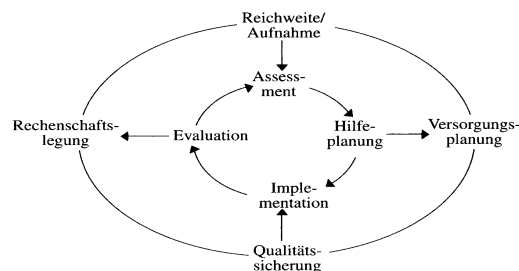 Reichweite/
Aufnahme
Assess-
ment
Rechenschafts-
legung
Evaluation
Hilfe-
planung
Versorgungs-
planung
Imple-
mentation
Qualitäts-
sicherung